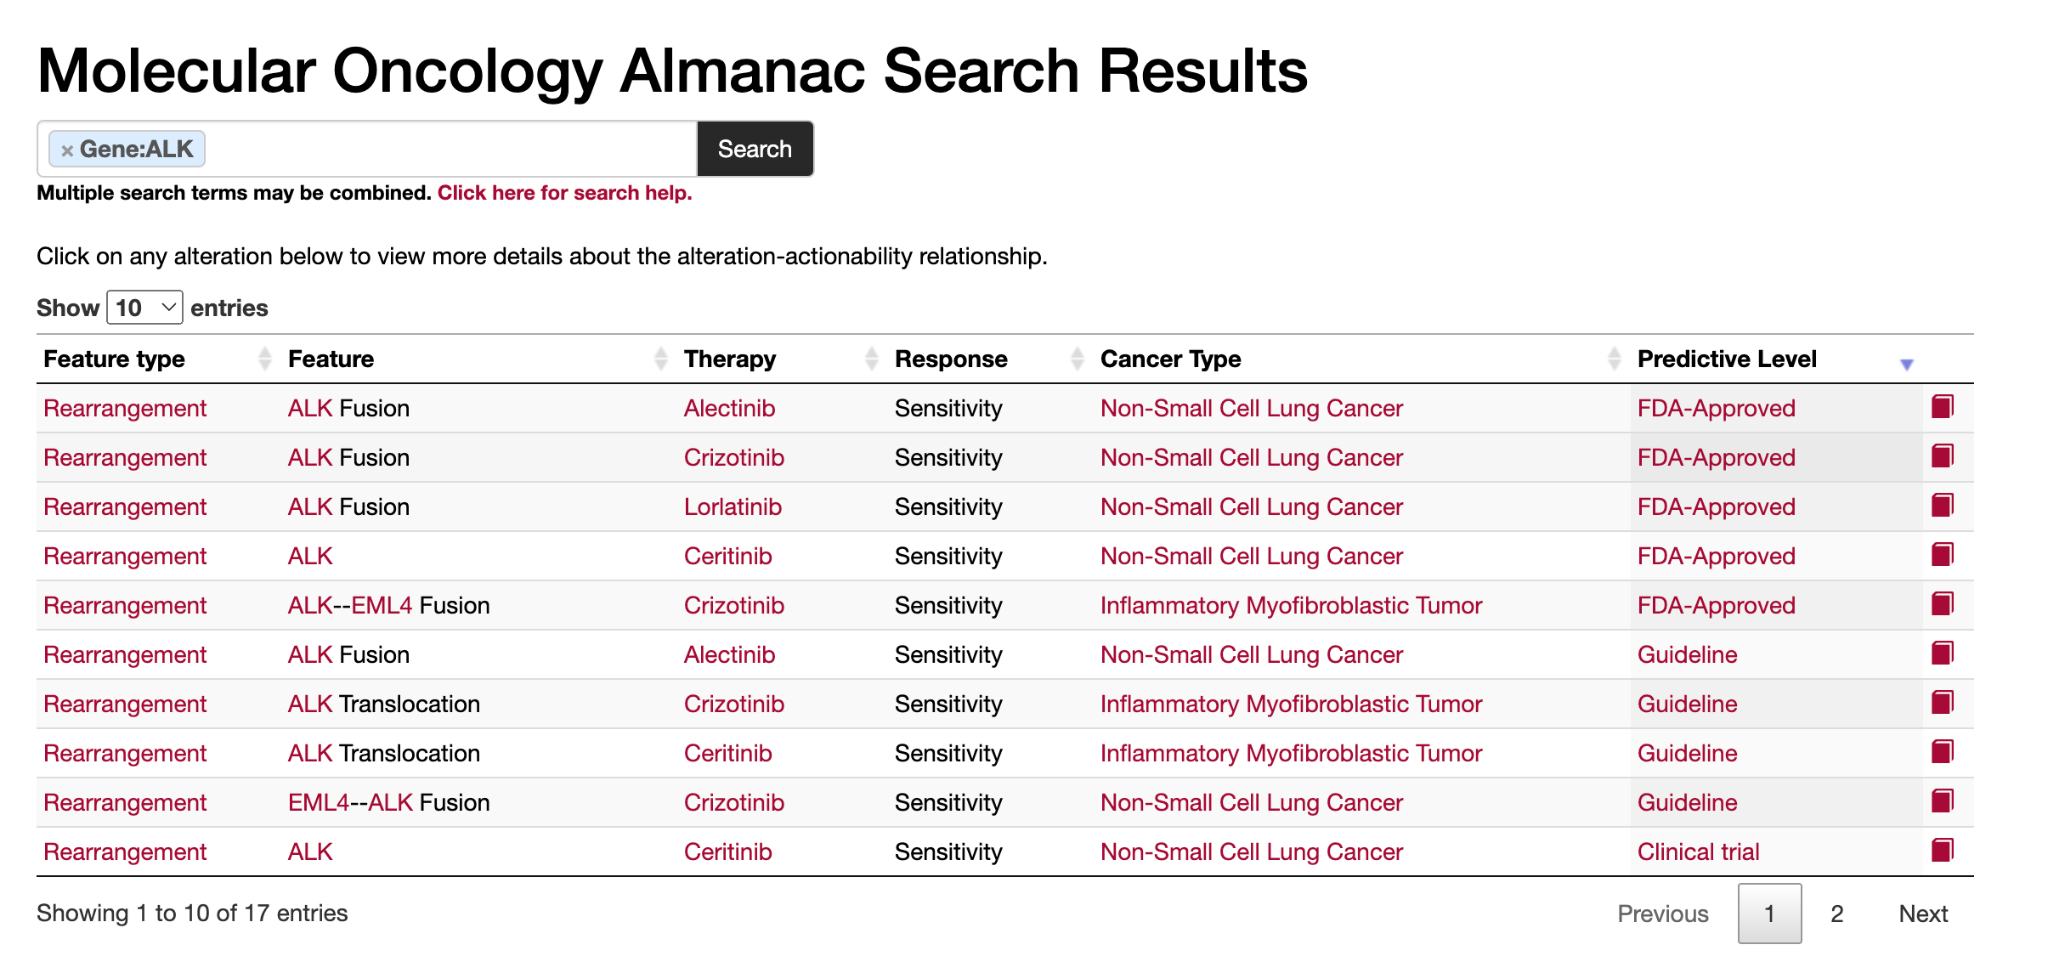 Molecular Oncology Almanac Search Results
× Gene:ALK Search
Multiple search terms may be combined. Click here for search help.
Click on any alteration below to view more details about the alteration-actionability relationship.
Show 10 entries
Feature type Feature Therapy Response Cancer Type Predictive Level
Rearrangement ALK Fusion Alectinib Sensitivity Non-Small Cell Lung Cancer FDA-Approved
Rearrangement ALK Fusion Crizotinib Sensitivity Non-Small Cell Lung Cancer FDA-Approved
Rearrangement ALK Fusion Lorlatinib Sensitivity Non-Small Cell Lung Cancer FDA-Approved
Rearrangement ALK Ceritinib Sensitivity Non-Small Cell Lung Cancer FDA-Approved
Rearrangement ALK--EML4 Fusion Crizotinib Sensitivity Inflammatory Myofibroblastic Tumor FDA-Approved
Rearrangement ALK Fusion Alectinib Sensitivity Non-Small Cell Lung Cancer Guideline
Rearrangement ALK Translocation Crizotinib Sensitivity Inflammatory Myofibroblastic Tumor Guideline
Rearrangement ALK Translocation Ceritinib Sensitivity Inflammatory Myofibroblastic Tumor Guideline
Rearrangement EML4--ALK Fusion Crizotinib Sensitivity Non-Small Cell Lung Cancer Guideline
Rearrangement ALK Ceritinib Sensitivity Non-Small Cell Lung Cancer Clinical trial
Showing 1 to 10 of 17 entries Previous 1 2 Next